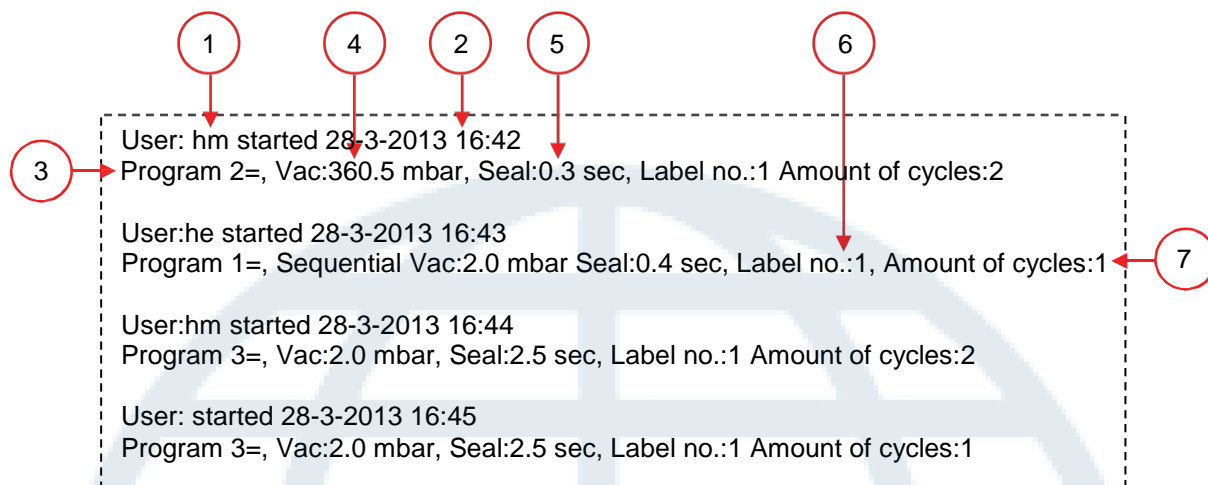 1 4 2 5 6
User: hm started 28-3-2013 16:42
3 Program 2=, Vac:360.5 mbar, Seal:0.3 sec, Label no.:1 Amount of cycles:2
User:he started 28-3-2013 16:43
Program 1=, Sequential Vac:2.0 mbar Seal:0.4 sec, Label no.:1, Amount of cycles:1 7
User:hm started 28-3-2013 16:44
Program 3=, Vac:2.0 mbar, Seal:2.5 sec, Label no.:1 Amount of cycles:2
User: started 28-3-2013 16:45
Program 3=, Vac:2.0 mbar, Seal:2.5 sec, Label no.:1 Amount of cycles:1